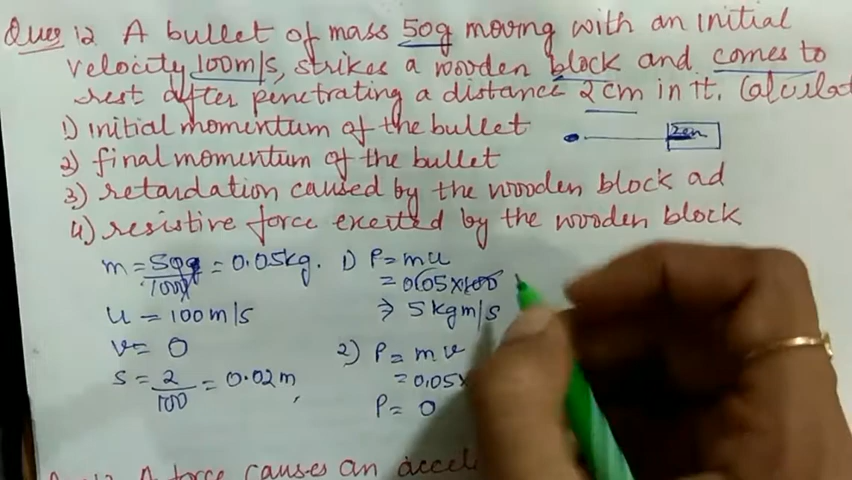 Ques 12 A bullet of mass 50g moving with an initial
velocity 100m/s, strikes a wooden block and comes to
rest after penetrating a distance 2cm in it. Calculat
1) initial momentum of the bullet
2cm
2) final momentum of the bullet
3) retardation caused by the wooden block ad
4) resistive force exerted by the wooden block
m = 50g/1000 = 0.05kg. 1) P = mu
= 0.05×100
u = 100m/s
⇒ 5kgm/s
v = 0
2) P = mv
s = 2/100 = 0.02m,
= 0.05×
P = 0
A force causes an accel